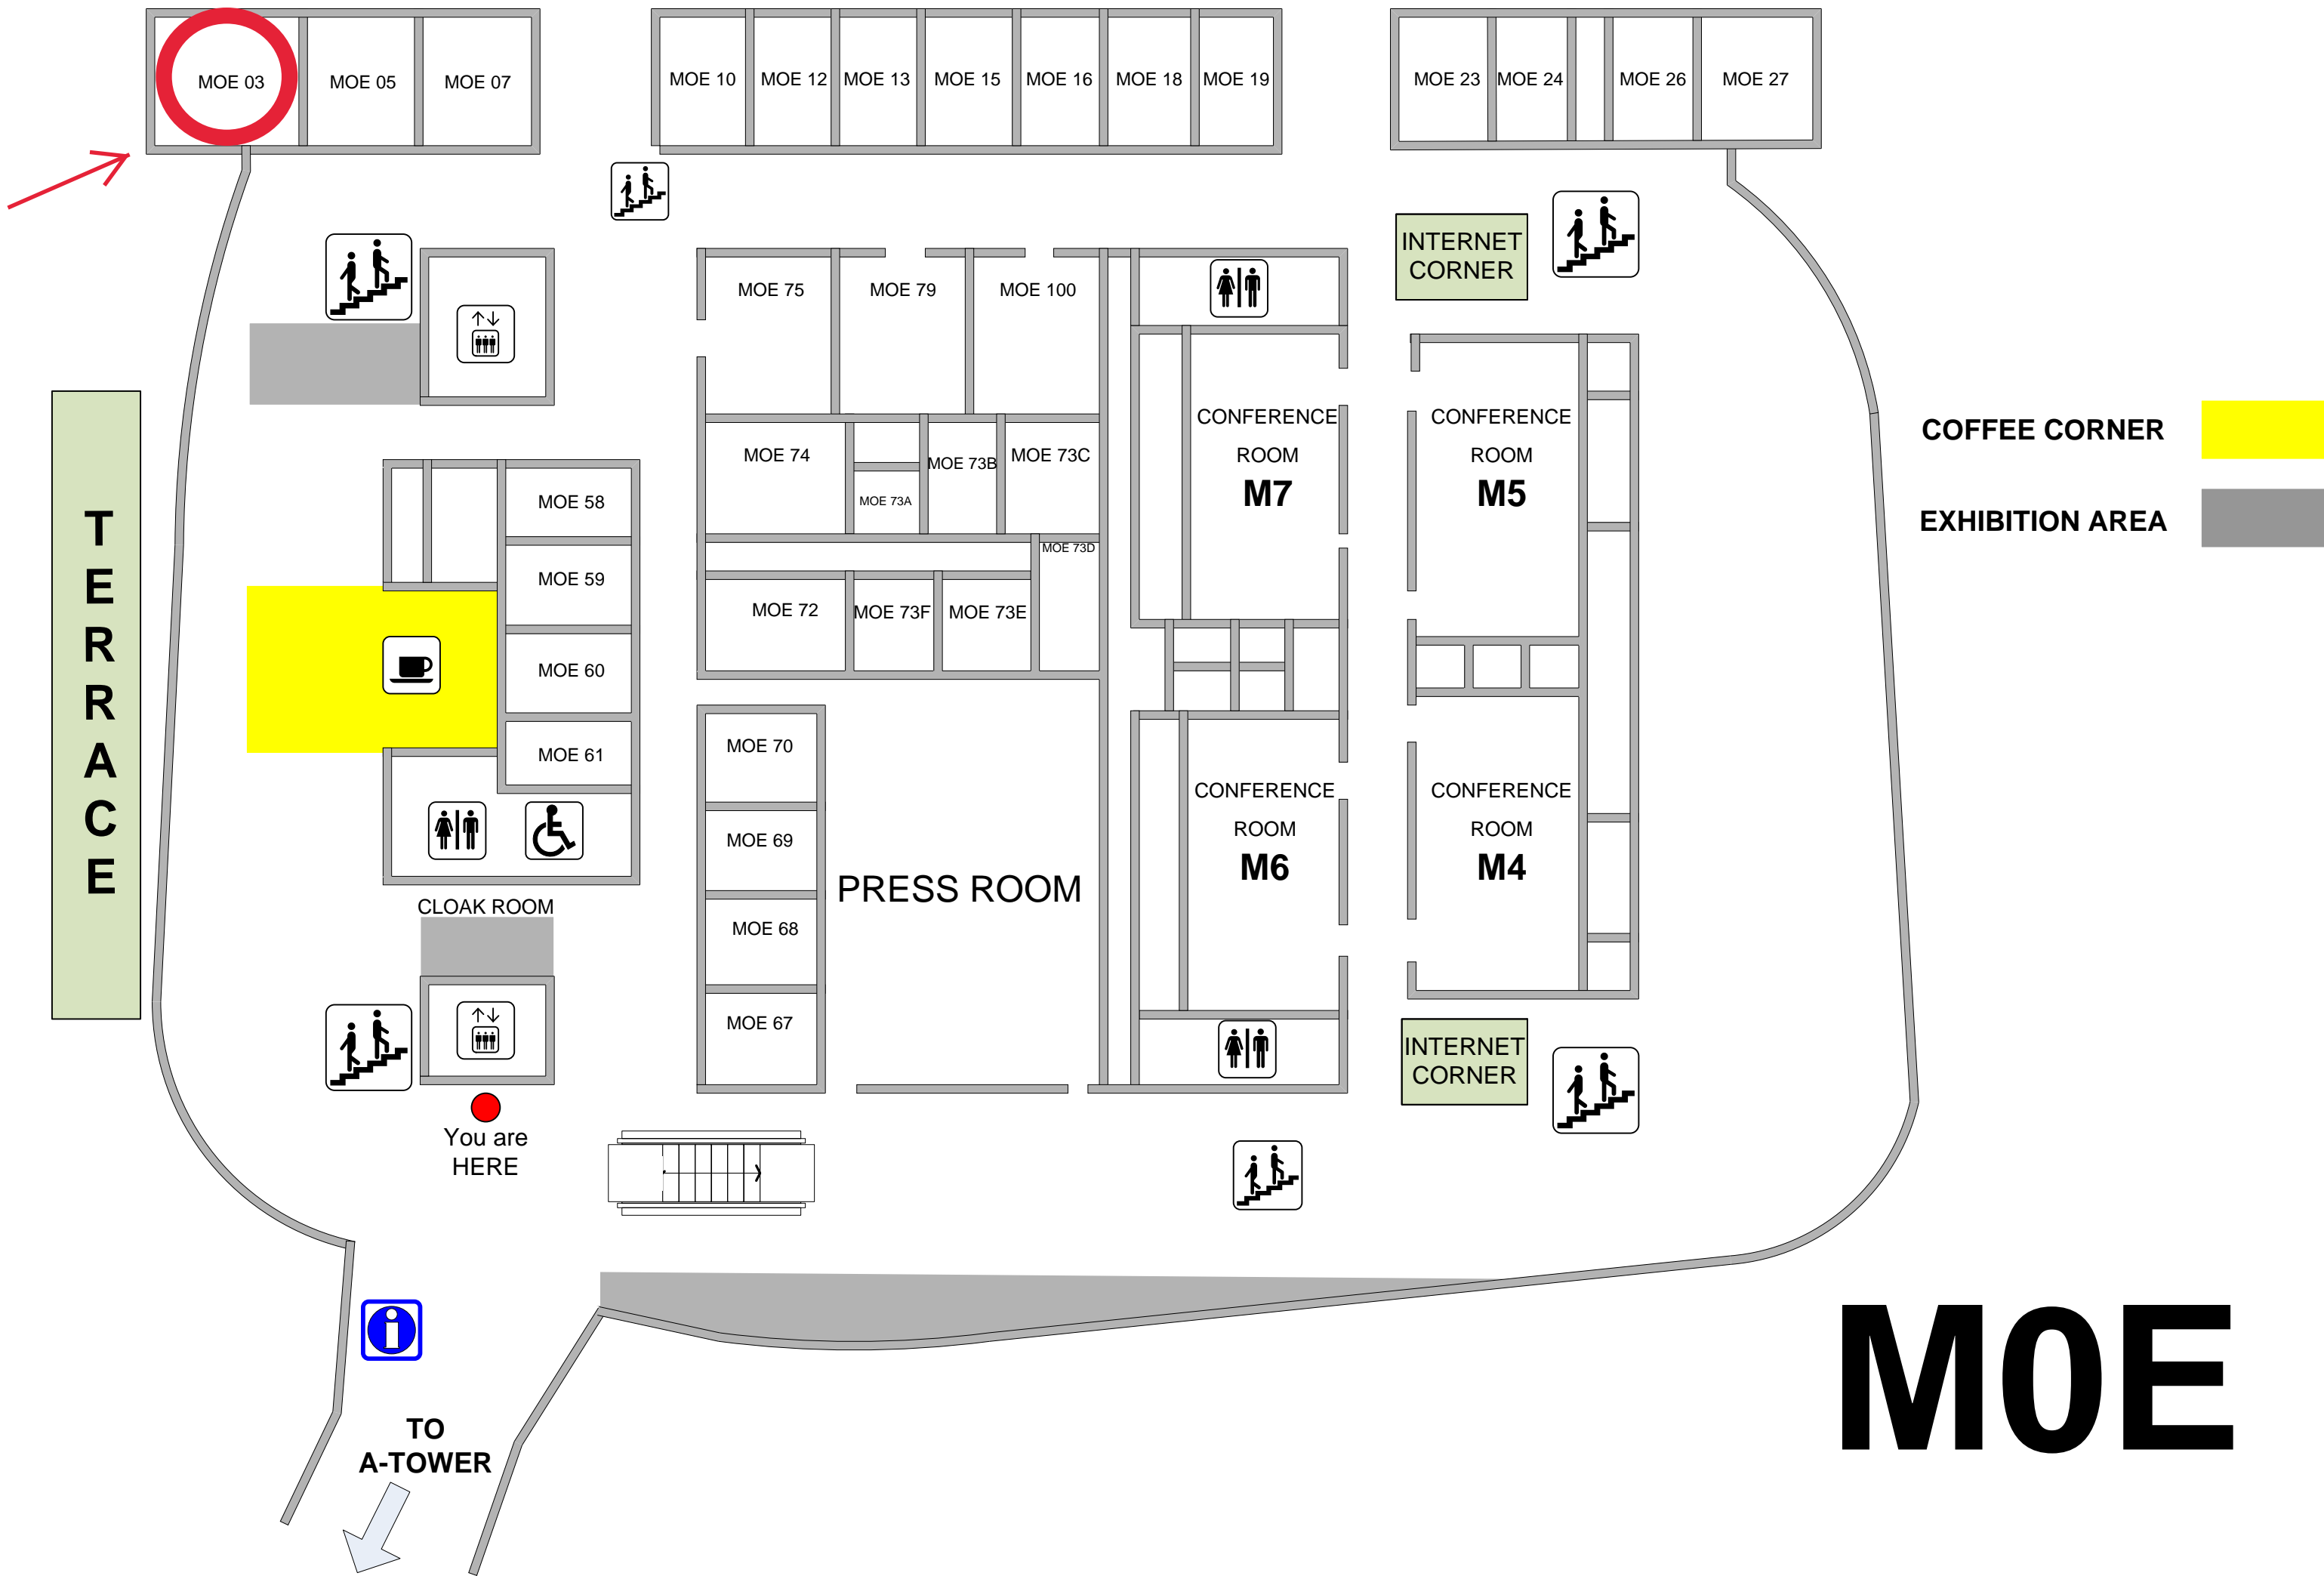 MOE 03
MOE 05
MOE 07
MOE 10
MOE 12
MOE 13
MOE 15
MOE 16
MOE 18
MOE 19
MOE 23
MOE 24
MOE 26
MOE 27
INTERNET
CORNER
MOE 75
MOE 79
MOE 100
CONFERENCE
ROOM
M7
CONFERENCE
ROOM
M5
COFFEE CORNER
EXHIBITION AREA
TERRACE
MOE 58
MOE 59
MOE 60
MOE 61
MOE 74
MOE 73A
MOE 73B
MOE 73C
MOE 73D
MOE 72
MOE 73F
MOE 73E
MOE 70
MOE 69
MOE 68
MOE 67
PRESS ROOM
CONFERENCE
ROOM
M6
CONFERENCE
ROOM
M4
CLOAK ROOM
INTERNET
CORNER
You are
HERE
TO
A-TOWER
M0E